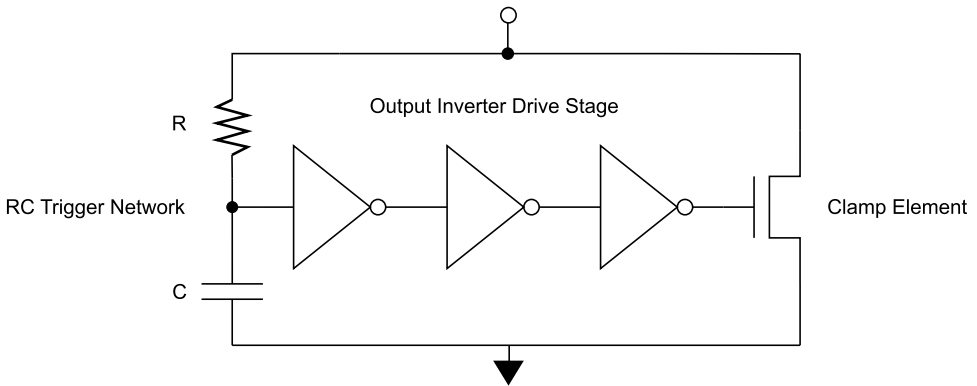 Output Inverter Drive Stage
R
RC Trigger Network
Clamp Element
C